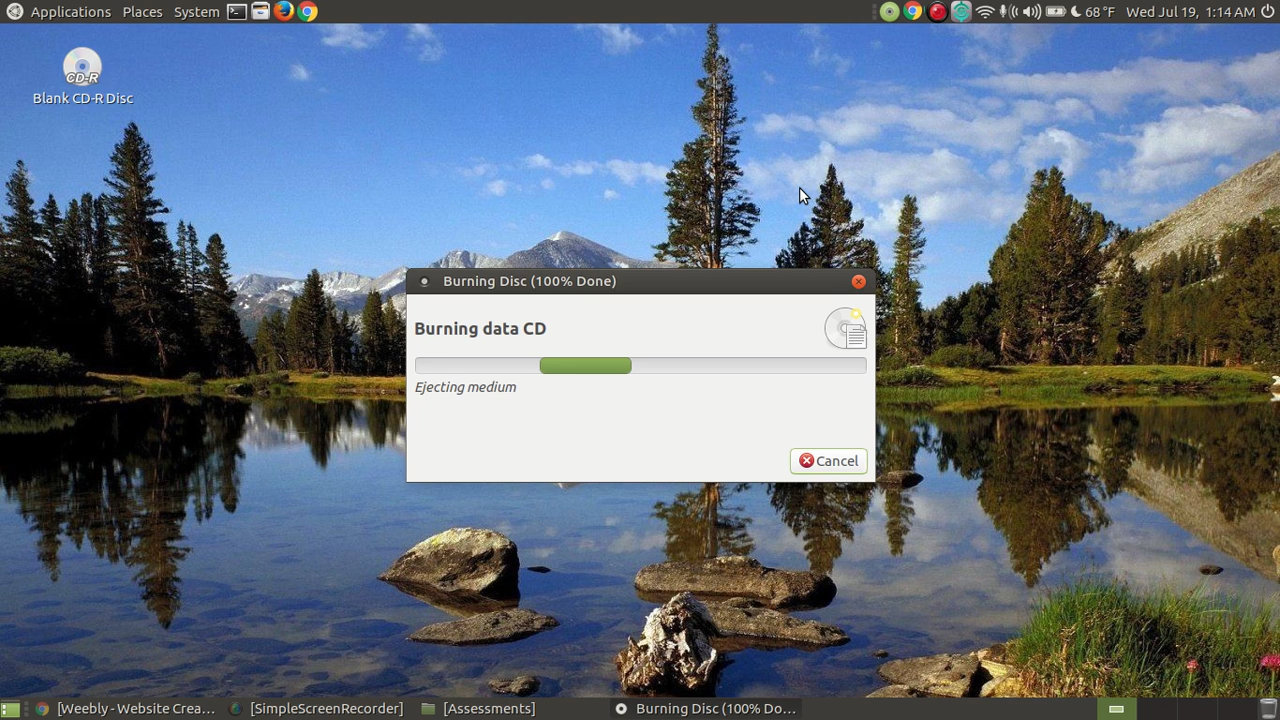 Applications Places System
68 °F Wed Jul 19, 1:14 AM
CD-R
Blank CD-R Disc
Burning Disc (100% Done)
Burning data CD
Ejecting medium
Cancel
[Weebly - Website Crea... [SimpleScreenRecorder] [Assessments] Burning Disc (100% Do...